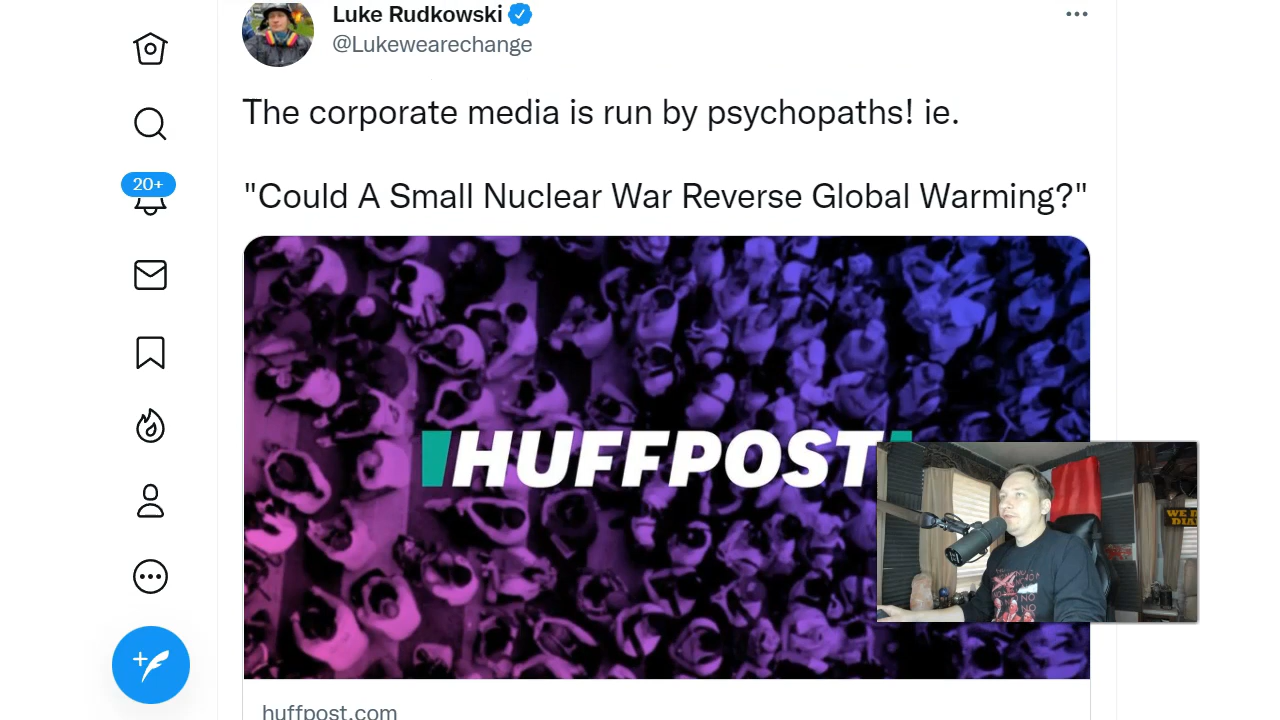 Luke Rudkowski
@Lukewearechange
The corporate media is run by psychopaths! ie.
20+
"Could A Small Nuclear War Reverse Global Warming?"
HUFFPOST
huffpost.com